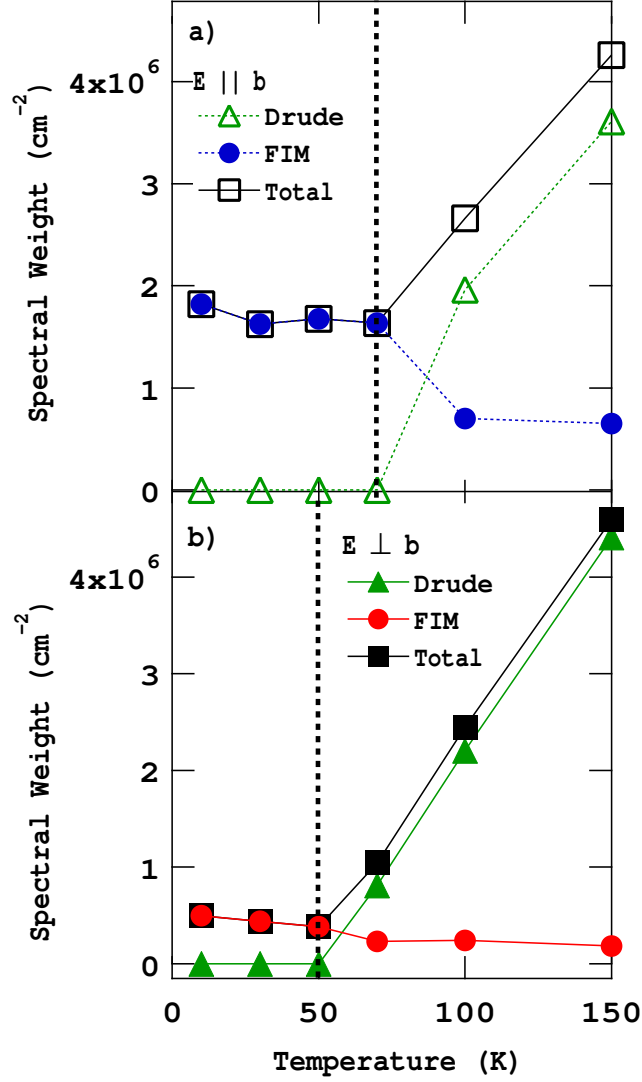 a)
E || b
Drude
FIM
Total
4x10^6
3
2
1
0
Spectral Weight (cm^-2)
b)
E ⊥ b
Drude
FIM
Total
4x10^6
3
2
1
0
Spectral Weight (cm^-2)
0 50 100 150
Temperature (K)